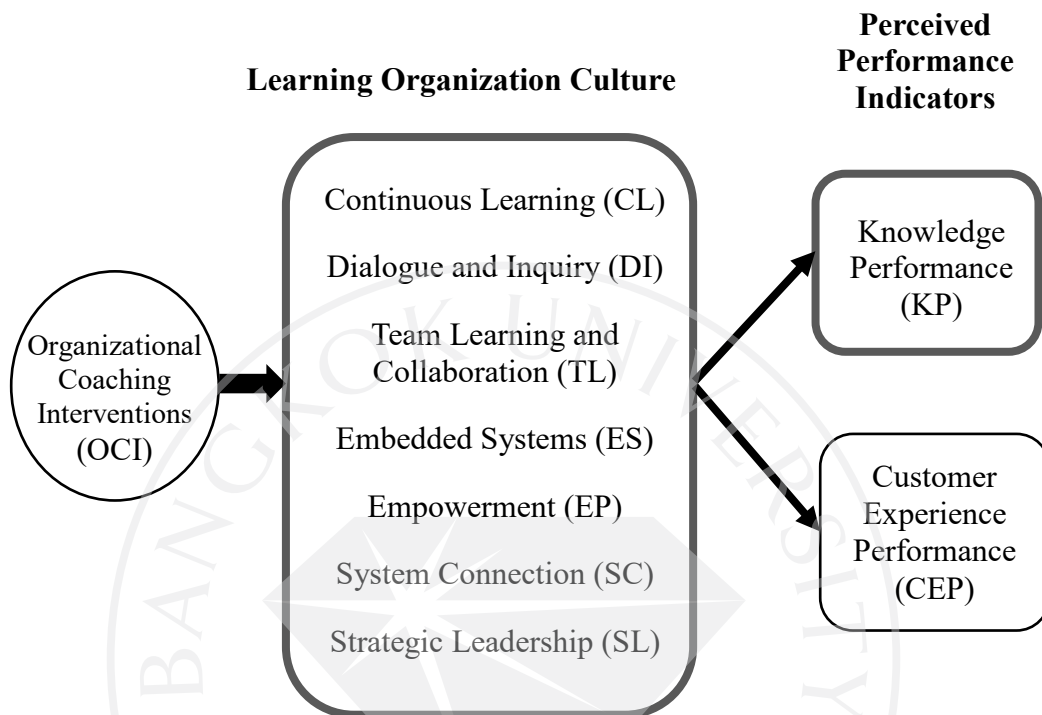 Perceived
Performance
Indicators
Learning Organization Culture
Organizational
Coaching
Interventions
(OCI)
Continuous Learning (CL)
Dialogue and Inquiry (DI)
Team Learning and
Collaboration (TL)
Embedded Systems (ES)
Empowerment (EP)
System Connection (SC)
Strategic Leadership (SL)
Knowledge
Performance
(KP)
Customer
Experience
Performance
(CEP)
BANGKOK UNIVERSITY